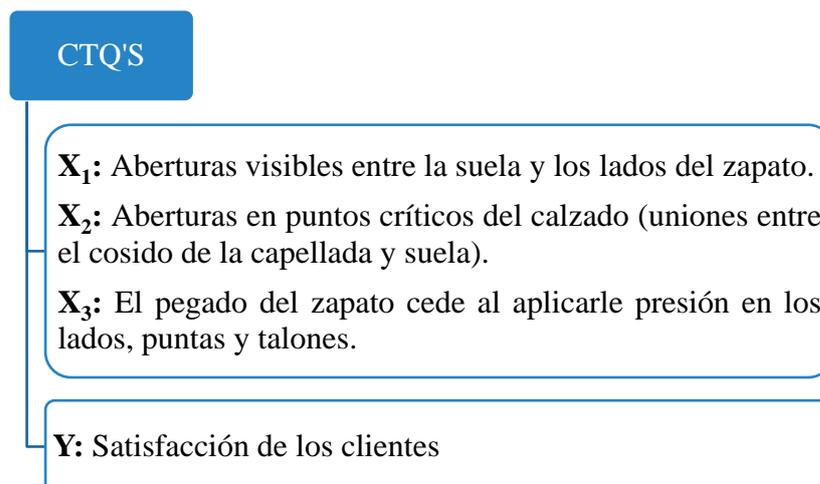 CTQ'S
X₁: Aberturas visibles entre la suela y los lados del zapato.
X₂: Aberturas en puntos críticos del calzado (uniones entre
el cosido de la capellada y suela).
X₃: El pegado del zapato cede al aplicarle presión en los
lados, puntas y talones.
Y: Satisfacción de los clientes